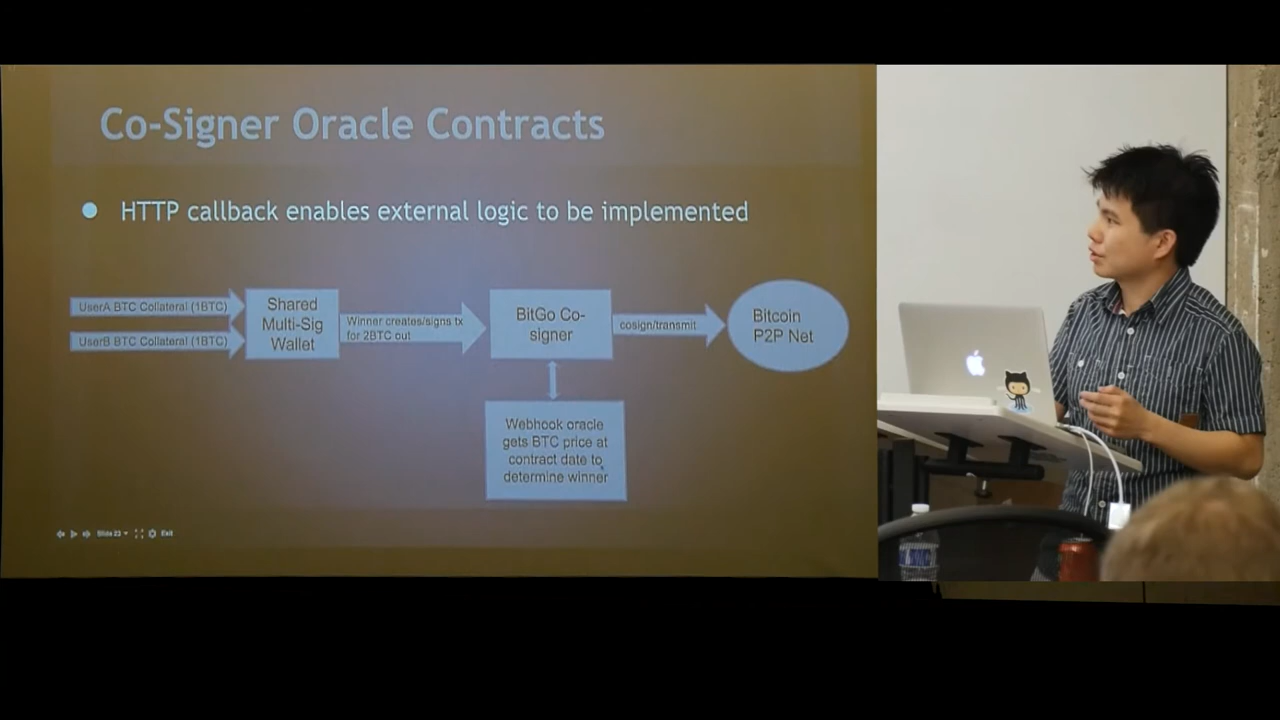 Co-Signer Oracle Contracts
HTTP callback enables external logic to be implemented
UserA BTC Collateral (1BTC)
UserB BTC Collateral (1BTC)
Shared
Multi-Sig
Wallet
Winner creates/signs tx
for 2BTC out
BitGo Co-
signer
cosign/transmit
Bitcoin
P2P Net
Webhook oracle
gets BTC price at
contract date to
determine winner
Slide 23
Exit